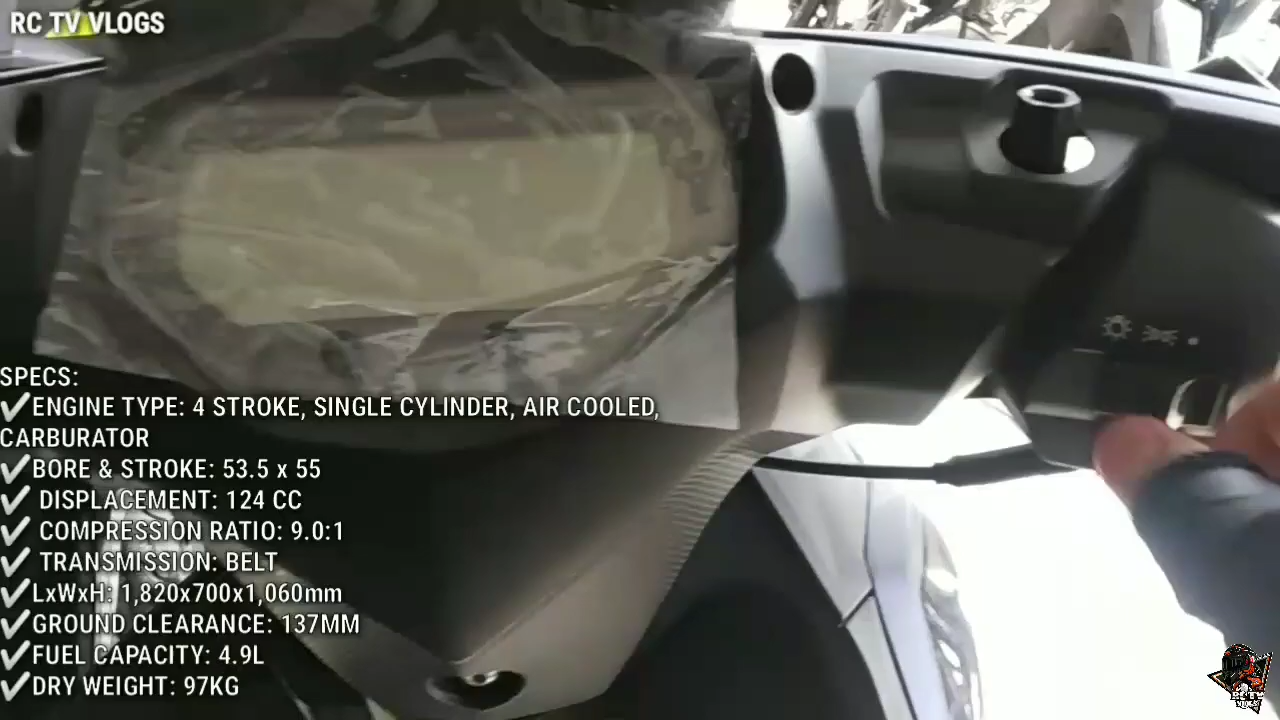 RC TV VLOGS
SPECS:
✔ENGINE TYPE: 4 STROKE, SINGLE CYLINDER, AIR COOLED,
CARBURATOR
✔BORE & STROKE: 53.5 x 55
✔ DISPLACEMENT: 124 CC
✔ COMPRESSION RATIO: 9.0:1
✔ TRANSMISSION: BELT
✔LxWxH: 1,820x700x1,060mm
✔GROUND CLEARANCE: 137MM
✔FUEL CAPACITY: 4.9L
✔DRY WEIGHT: 97KG